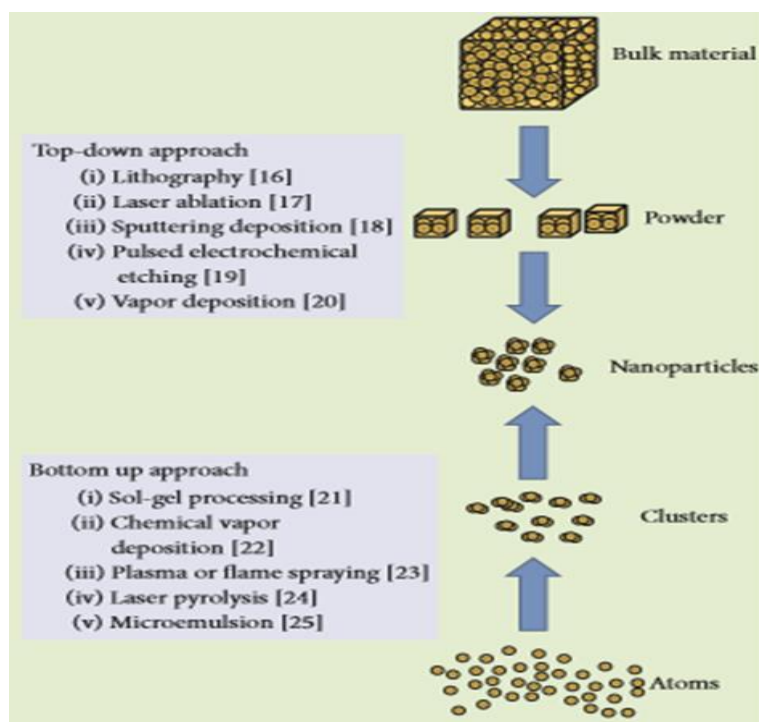 Bulk material
Top-down approach
(i) Lithography [16]
(ii) Laser ablation [17]
(iii) Sputtering deposition [18]
(iv) Pulsed electrochemical
etching [19]
(v) Vapor deposition [20]
Powder
Nanoparticles
Bottom up approach
(i) Sol-gel processing [21]
(ii) Chemical vapor
deposition [22]
(iii) Plasma or flame spraying [23]
(iv) Laser pyrolysis [24]
(v) Microemulsion [25]
Clusters
Atoms